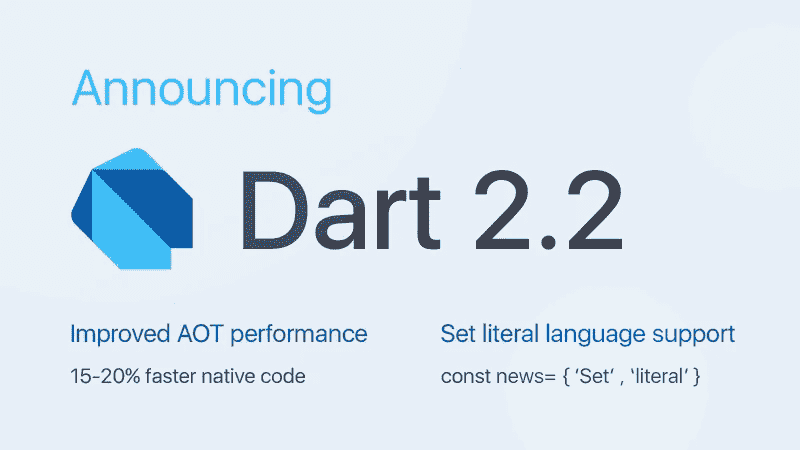 Announcing
Dart 2.2
Improved AOT performance
15-20% faster native code
Set literal language support
const news= { ‘Set’ , ‘literal’ }